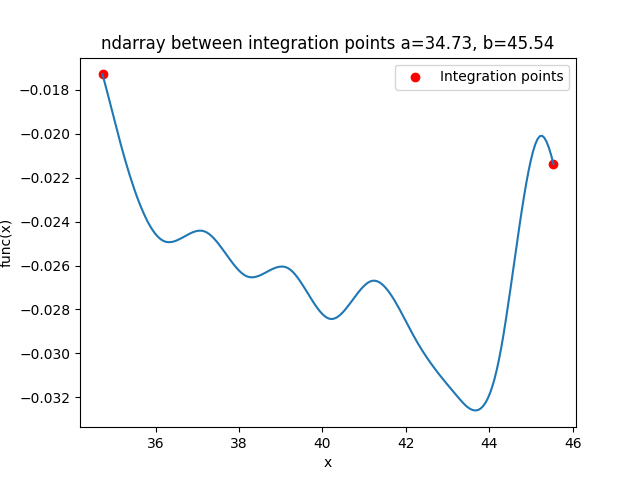 ndarray between integration points a=34.73, b=45.54
Integration points
−0.018
−0.020
−0.022
−0.024
−0.026
−0.028
−0.030
−0.032
func(x)
36 38 40 42 44 46
x